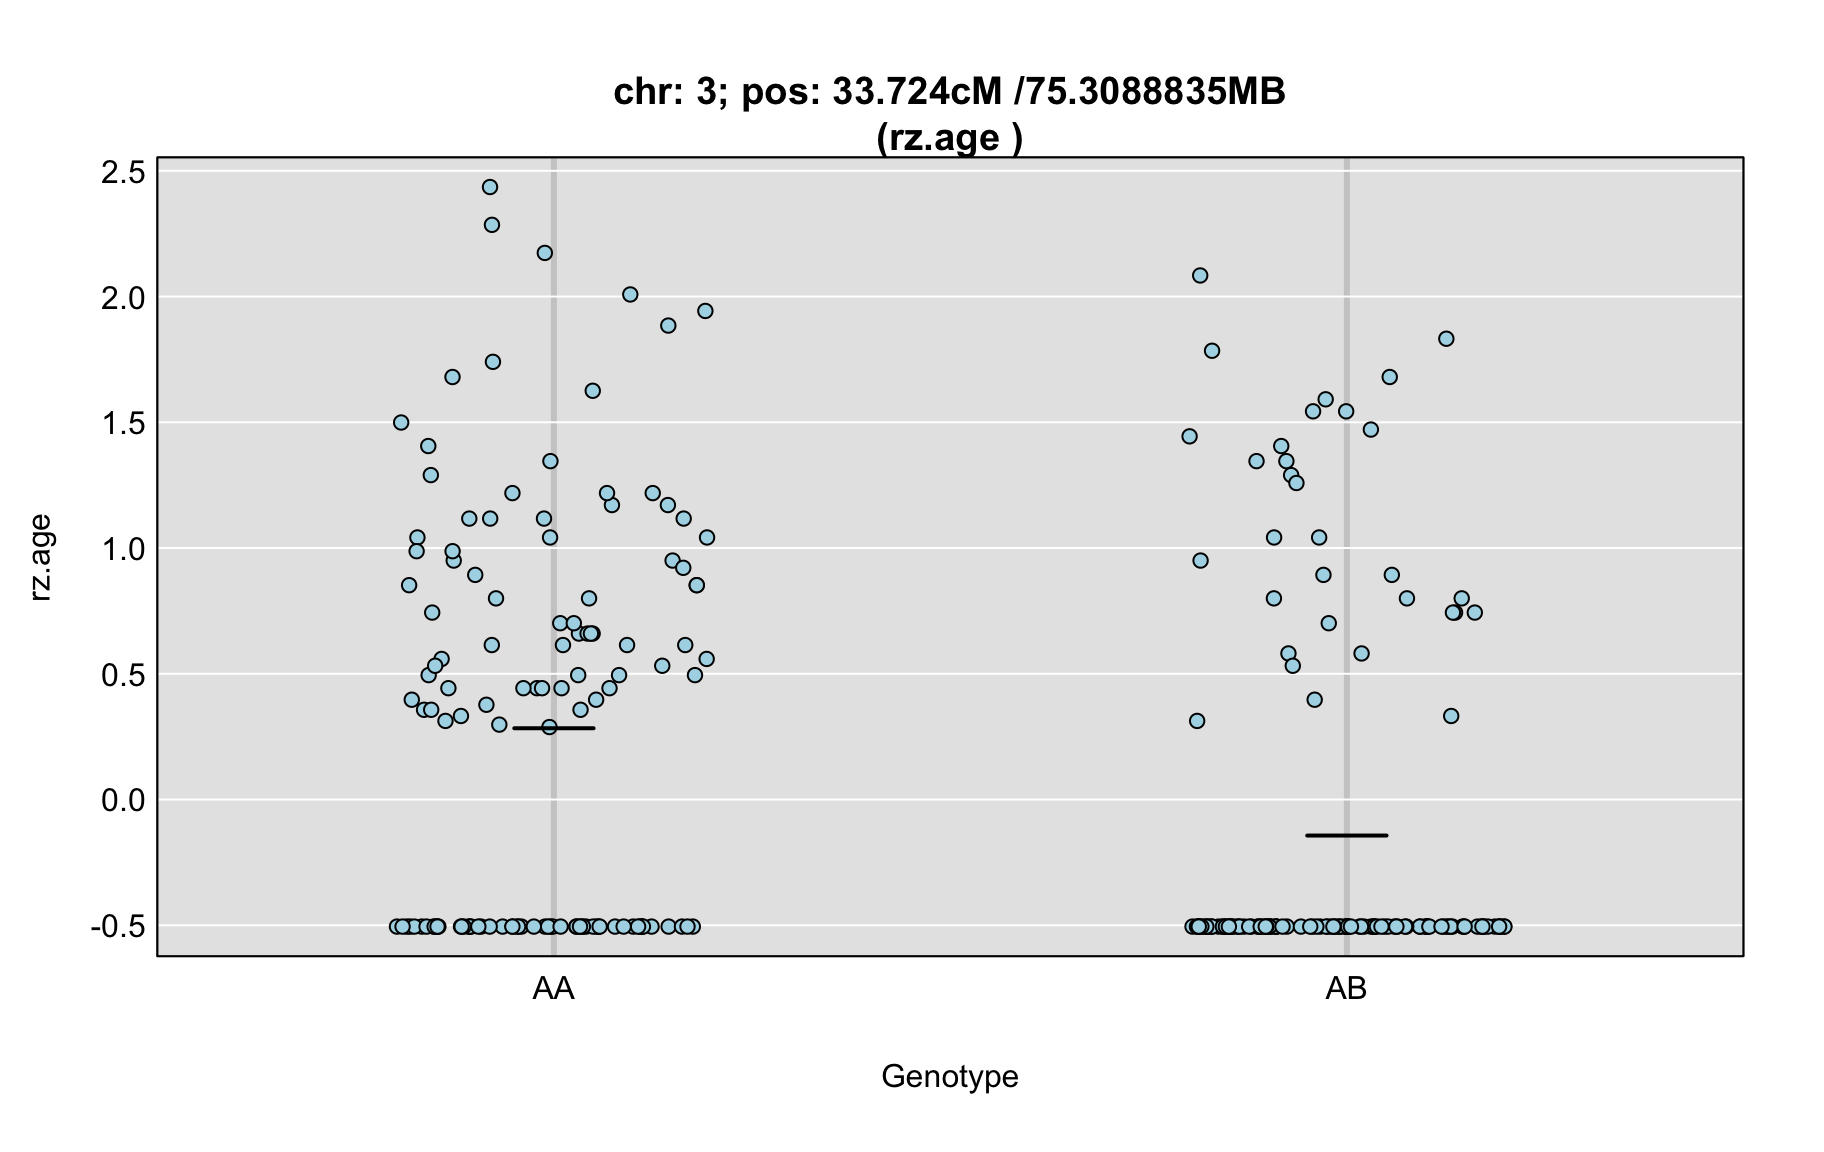 chr: 3; pos: 33.724cM /75.3088835MB
(rz.age )
2.5
2.0
1.5
1.0
0.5
0.0
-0.5
rz.age
AA
AB
Genotype